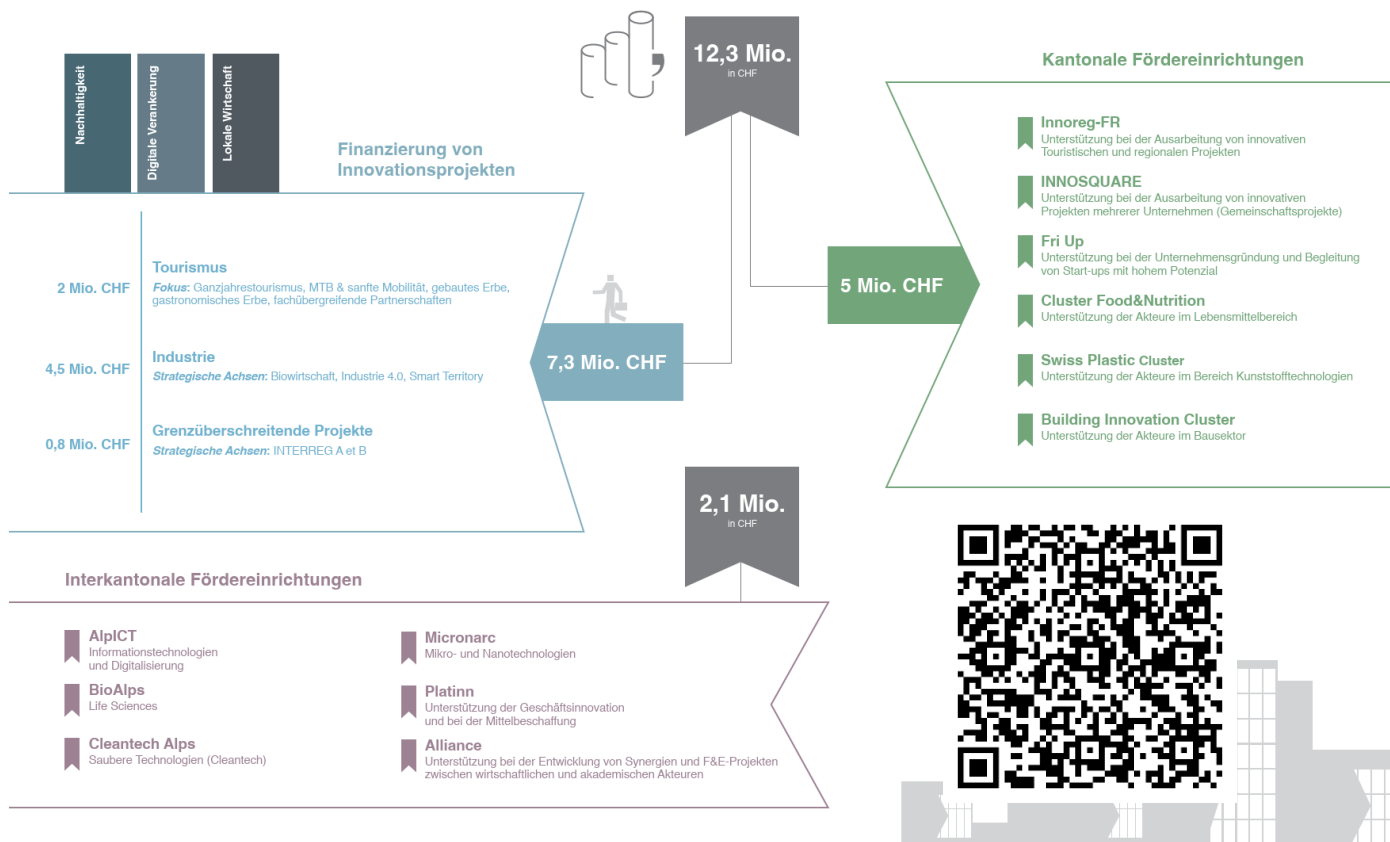 Nachhaltigkeit
Digitale Verankerung
Lokale Wirtschaft
12,3 Mio.
in CHF
Finanzierung von
Innovationsprojekten
2 Mio. CHF
Tourismus
Fokus: Ganzjahrestourismus, MTB & sanfte Mobilität, gebautes Erbe,
gastronomisches Erbe, fachübergreifende Partnerschaften
4,5 Mio. CHF
Industrie
Strategische Achsen: Biowirtschaft, Industrie 4.0, Smart Territory
0,8 Mio. CHF
Grenzüberschreitende Projekte
Strategische Achsen: INTERREG A et B
7,3 Mio. CHF
5 Mio. CHF
Kantonale Fördereinrichtungen
Innoreg-FR
Unterstützung bei der Ausarbeitung von innovativen
Touristischen und regionalen Projekten
INNOSQUARE
Unterstützung bei der Ausarbeitung von innovativen
Projekten mehrerer Unternehmen (Gemeinschaftsprojekte)
Fri Up
Unterstützung bei der Unternehmensgründung und Begleitung
von Start-ups mit hohem Potenzial
Cluster Food&Nutrition
Unterstützung der Akteure im Lebensmittelbereich
Swiss Plastic Cluster
Unterstützung der Akteure im Bereich Kunststofftechnologien
Building Innovation Cluster
Unterstützung der Akteure im Bausektor
2,1 Mio.
in CHF
Interkantonale Fördereinrichtungen
AlpICT
Informationstechnologien
und Digitalisierung
BioAlps
Life Sciences
Cleantech Alps
Saubere Technologien (Cleantech)
Micronarc
Mikro- und Nanotechnologien
Platinn
Unterstützung der Geschäftsinnovation
und bei der Mittelbeschaffung
Alliance
Unterstützung bei der Entwicklung von Synergien und F&E-Projekten
zwischen wirtschaftlichen und akademischen Akteuren